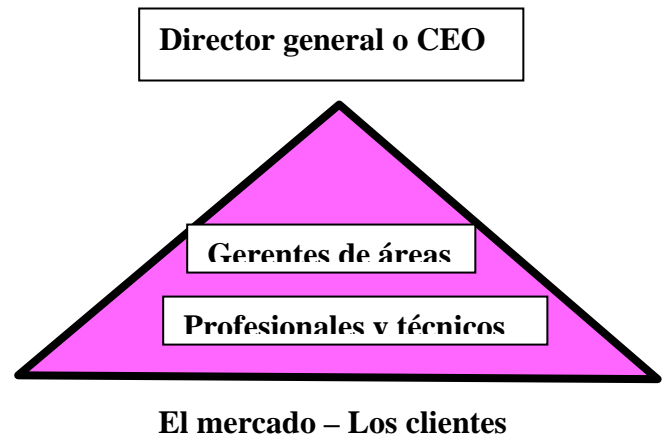 Director general o CEO
Gerentes de áreas
Profesionales y técnicos
El mercado – Los clientes